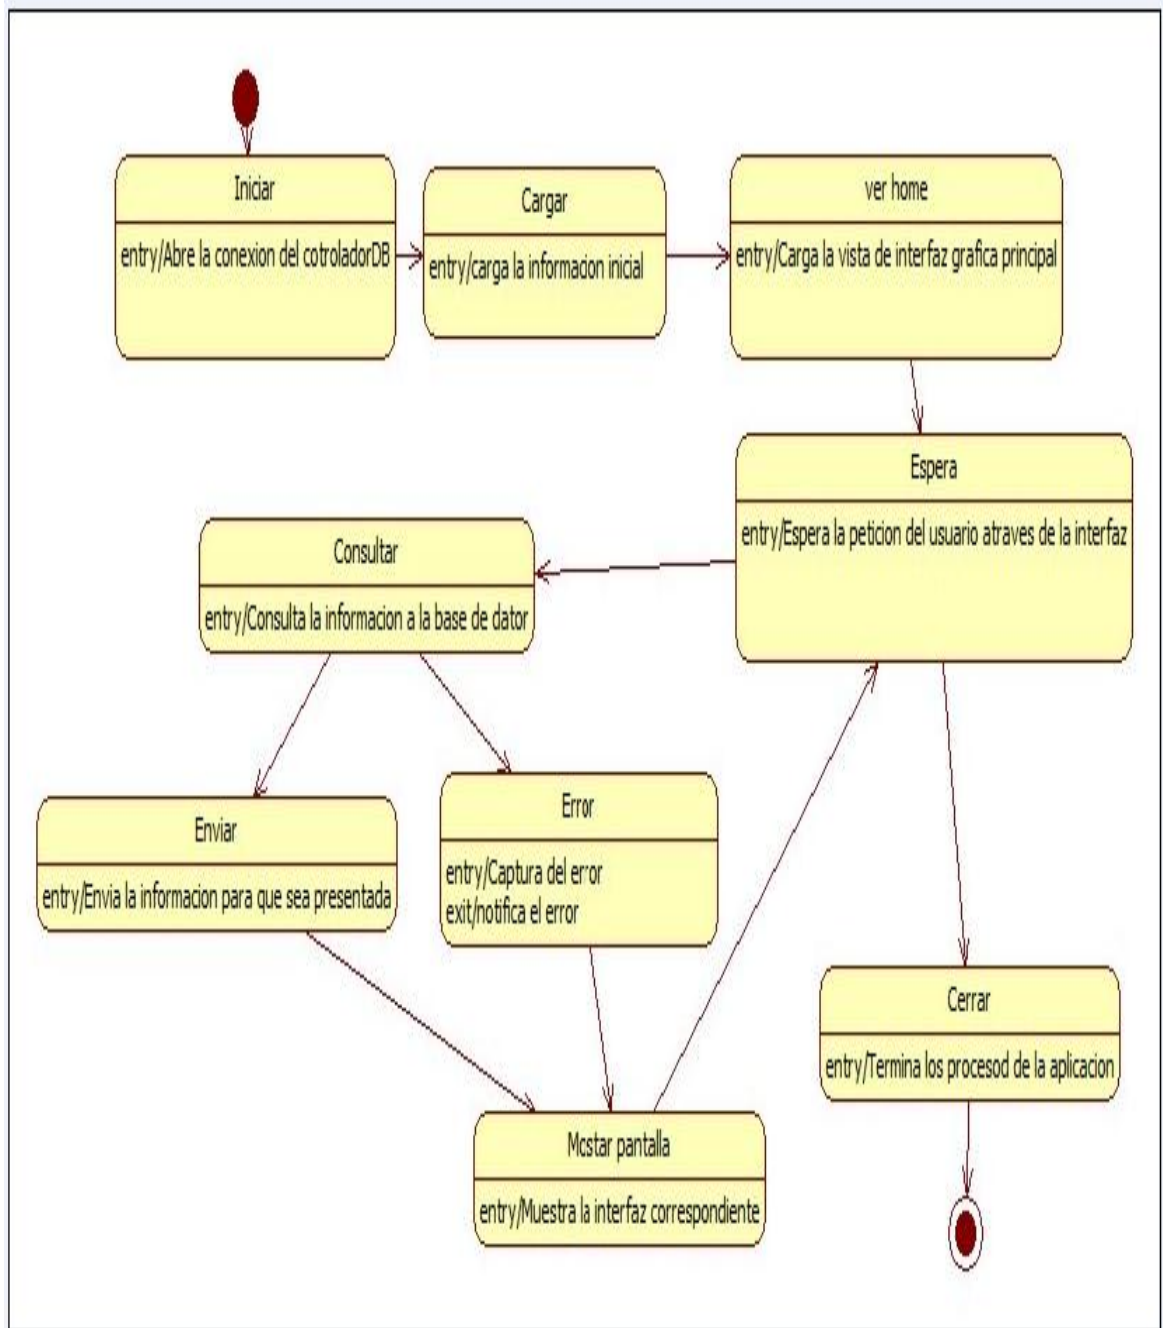 Iniciar
entry/Abre la conexion del cotroladorDB
Cargar
entry/carga la informacion inicial
ver home
entry/Carga la vista de interfaz grafica principal
Espera
entry/Espera la peticion del usuario atraves de la interfaz
Consultar
entry/Consulta la informacion a la base de dator
Enviar
entry/Envia la informacion para que sea presentada
Error
entry/Captura del error
exit/notifica el error
Cerrar
entry/Termina los procesod de la aplicacion
Mostar pantalla
entry/Muestra la interfaz correspondiente